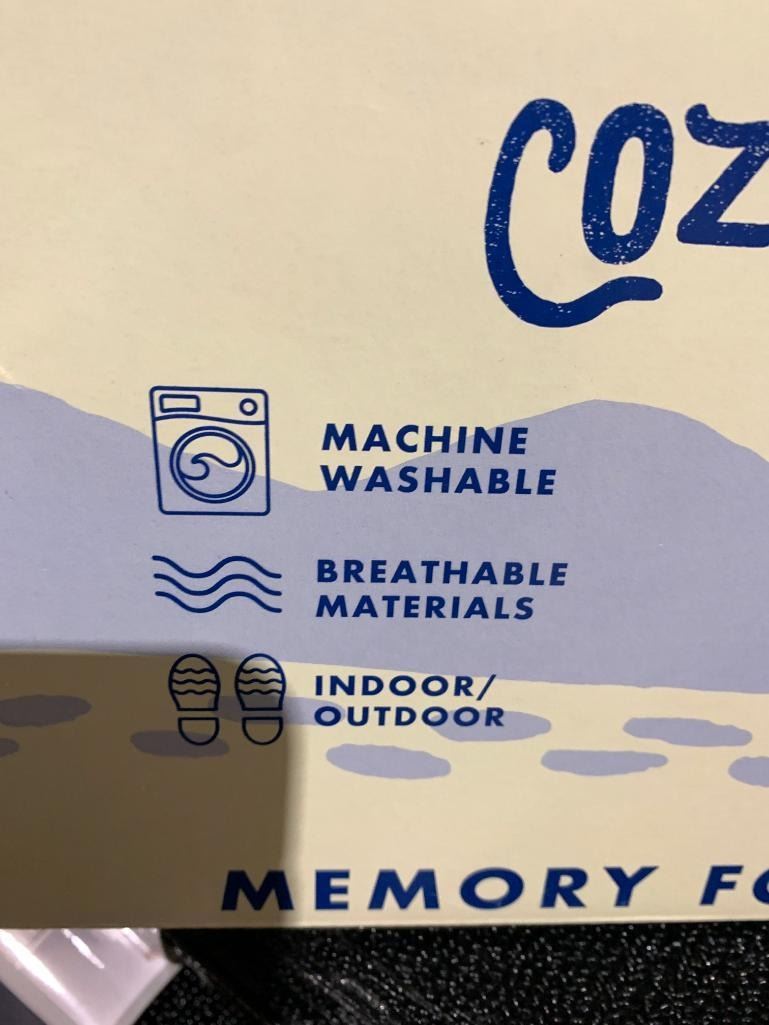 COZ
MACHINE
WASHABLE
BREATHABLE
MATERIALS
INDOOR/
OUTDOOR
MEMORY FO